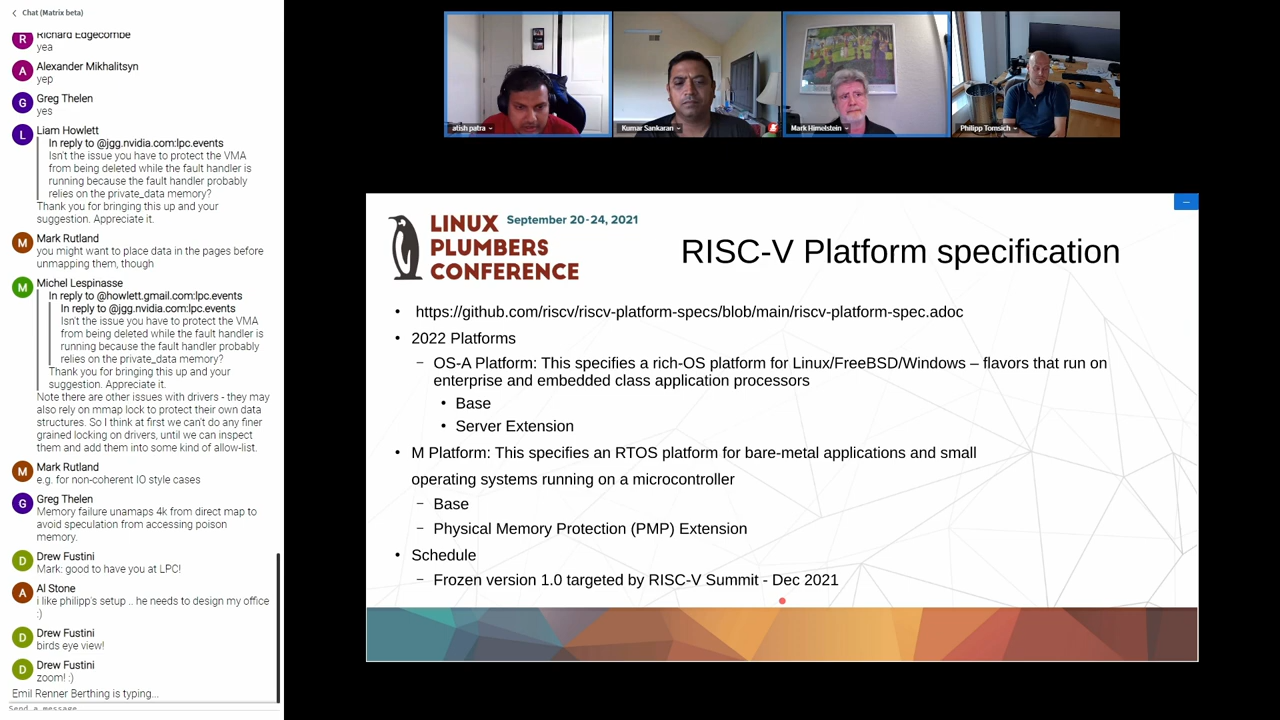 Chat (Matrix beta)
Richard Edgecombe
yea
Alexander Mikhalitsyn
yep
Greg Thelen
yes
Liam Howlett
In reply to @jgg.nvidia.com:lpc.events
Isn't the issue you have to protect the VMA
from being deleted while the fault handler is
running because the fault handler probably
relies on the private_data memory?
Thank you for bringing this up and your
suggestion. Appreciate it.
Mark Rutland
you might want to place data in the pages before
unmapping them, though
Michel Lespinasse
In reply to @howlett.gmail.com:lpc.events
In reply to @jgg.nvidia.com:lpc.events
Isn't the issue you have to protect the VMA
from being deleted while the fault handler is
running because the fault handler probably
relies on the private_data memory?
Thank you for bringing this up and your
suggestion. Appreciate it.
Note there are other issues with drivers - they may
also rely on mmap lock to protect their own data
structures. So I think at first we can't do any finer
grained locking on drivers, until we can inspect
them and add them into some kind of allow-list.
Mark Rutland
e.g. for non-coherent IO style cases
Greg Thelen
Memory failure unamaps 4k from direct map to
avoid speculation from accessing poison
memory.
Drew Fustini
Mark: good to have you at LPC!
Al Stone
i like philipp's setup .. he needs to design my office
:)
Drew Fustini
birds eye view!
Drew Fustini
zoom! :)
Emil Renner Berthing is typing...
Send a message
atish patra
Kumar Sankaran
Mark Himelstein
Philipp Tomsich
LINUX
PLUMBERS
CONFERENCE
September 20-24, 2021
RISC-V Platform specification
• https://github.com/riscv/riscv-platform-specs/blob/main/riscv-platform-spec.adoc
• 2022 Platforms
– OS-A Platform: This specifies a rich-OS platform for Linux/FreeBSD/Windows – flavors that run on
enterprise and embedded class application processors
• Base
• Server Extension
• M Platform: This specifies an RTOS platform for bare-metal applications and small
operating systems running on a microcontroller
– Base
– Physical Memory Protection (PMP) Extension
• Schedule
– Frozen version 1.0 targeted by RISC-V Summit - Dec 2021